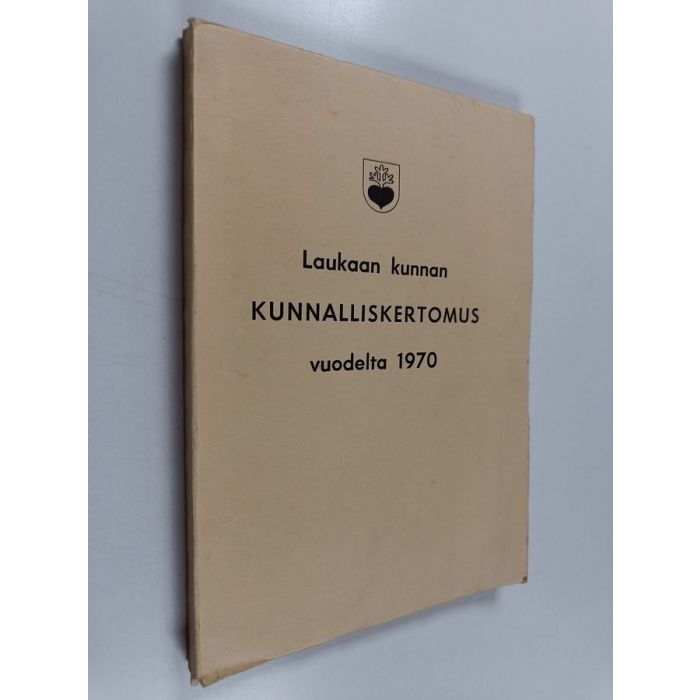 Laukaan kunnan
KUNNALLISKERTOMUS
vuodelta 1970